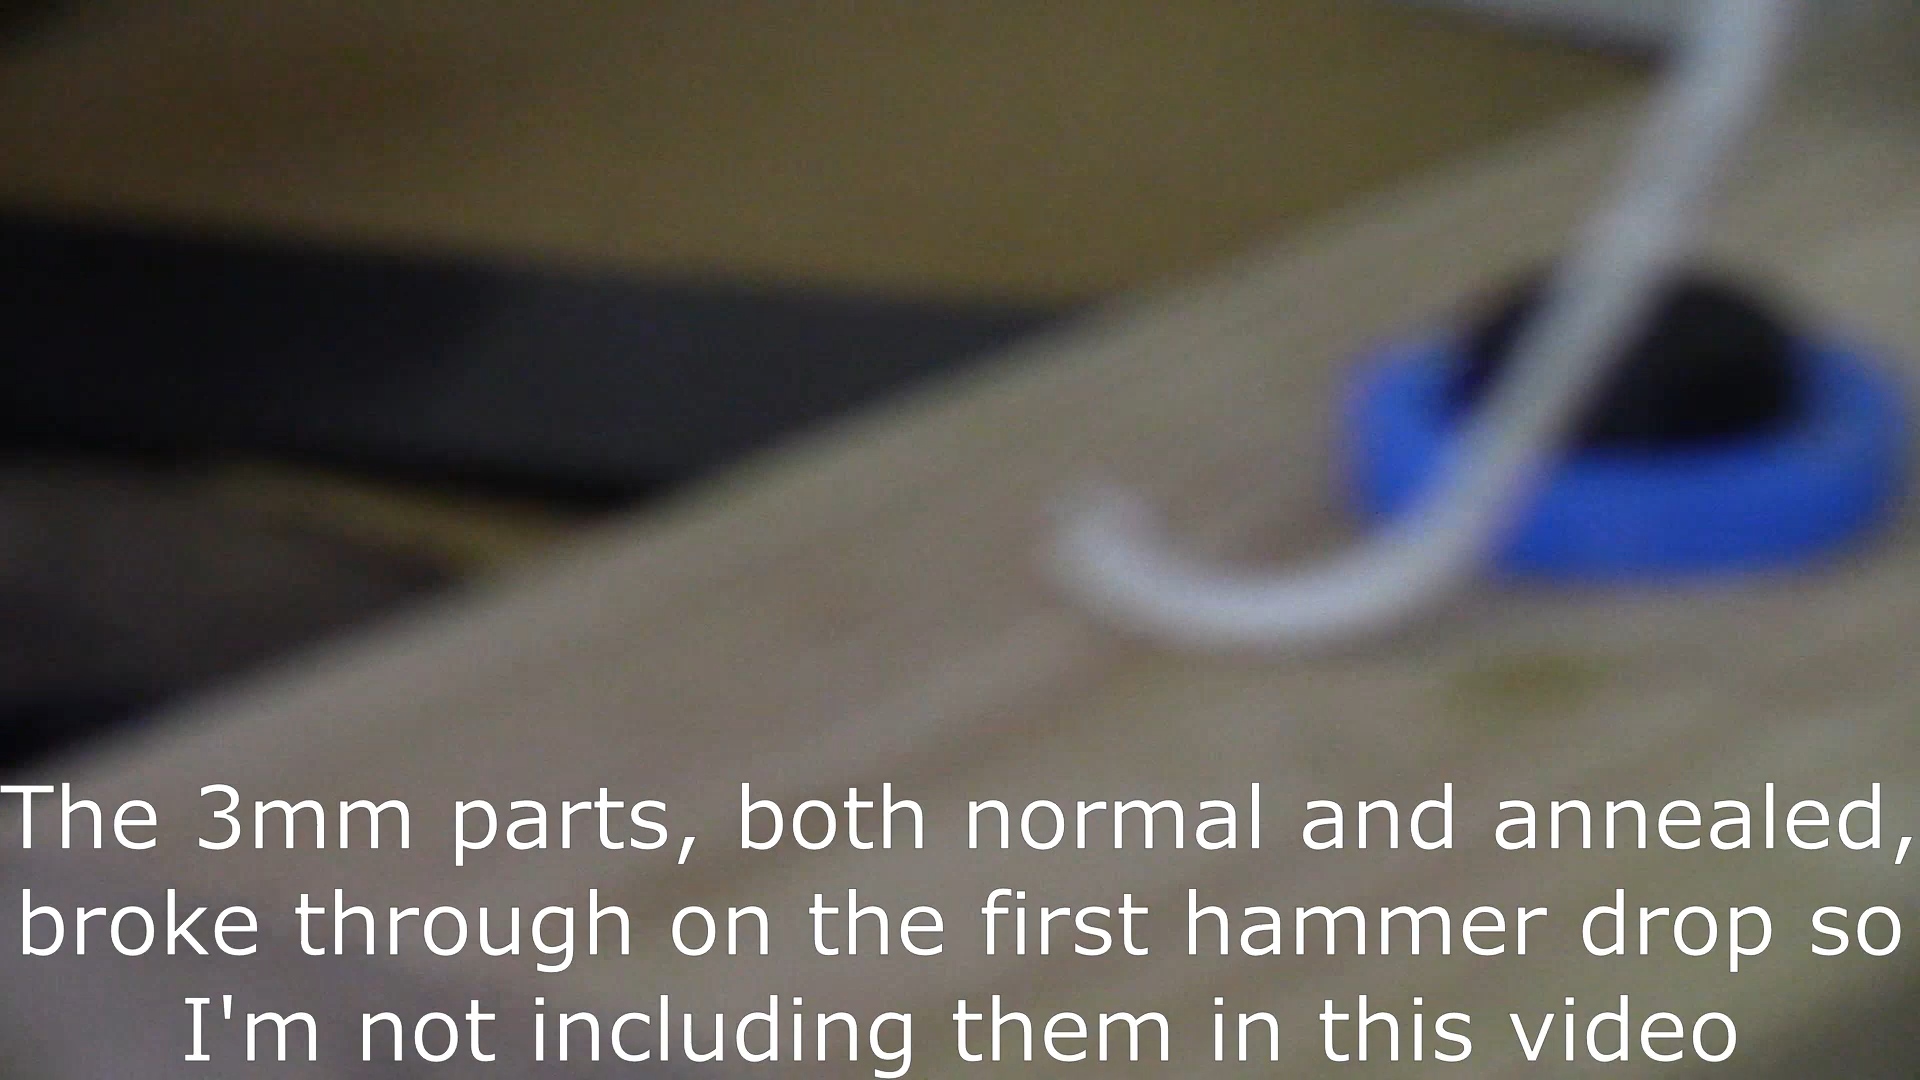 The 3mm parts, both normal and annealed,
broke through on the first hammer drop so
I'm not including them in this video